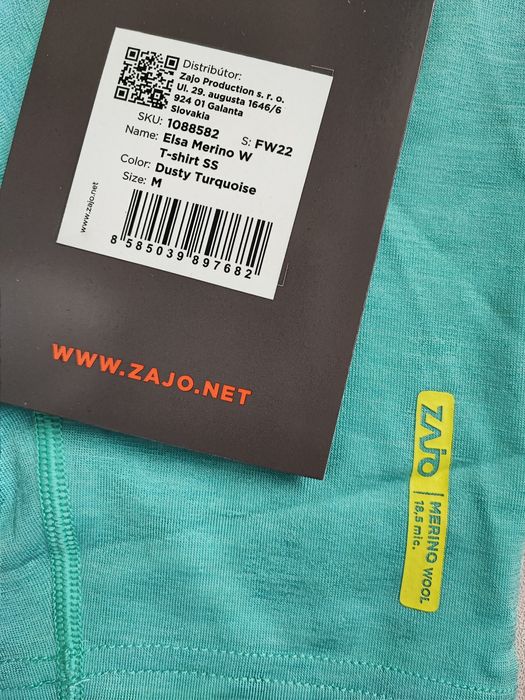 Distribútor:
Zajo Production s. r. o.
Ul. 29. augusta 1646/6
924 01 Galanta
Slovakia
SKU: 1088582 S: FW22
Name: Elsa Merino W
T-shirt SS
Color: Dusty Turquoise
Size: M
www.zajo.net
8 585039 897682
WWW.ZAJO.NET
ZAJO
MERINO WOOL
18,5 mic.